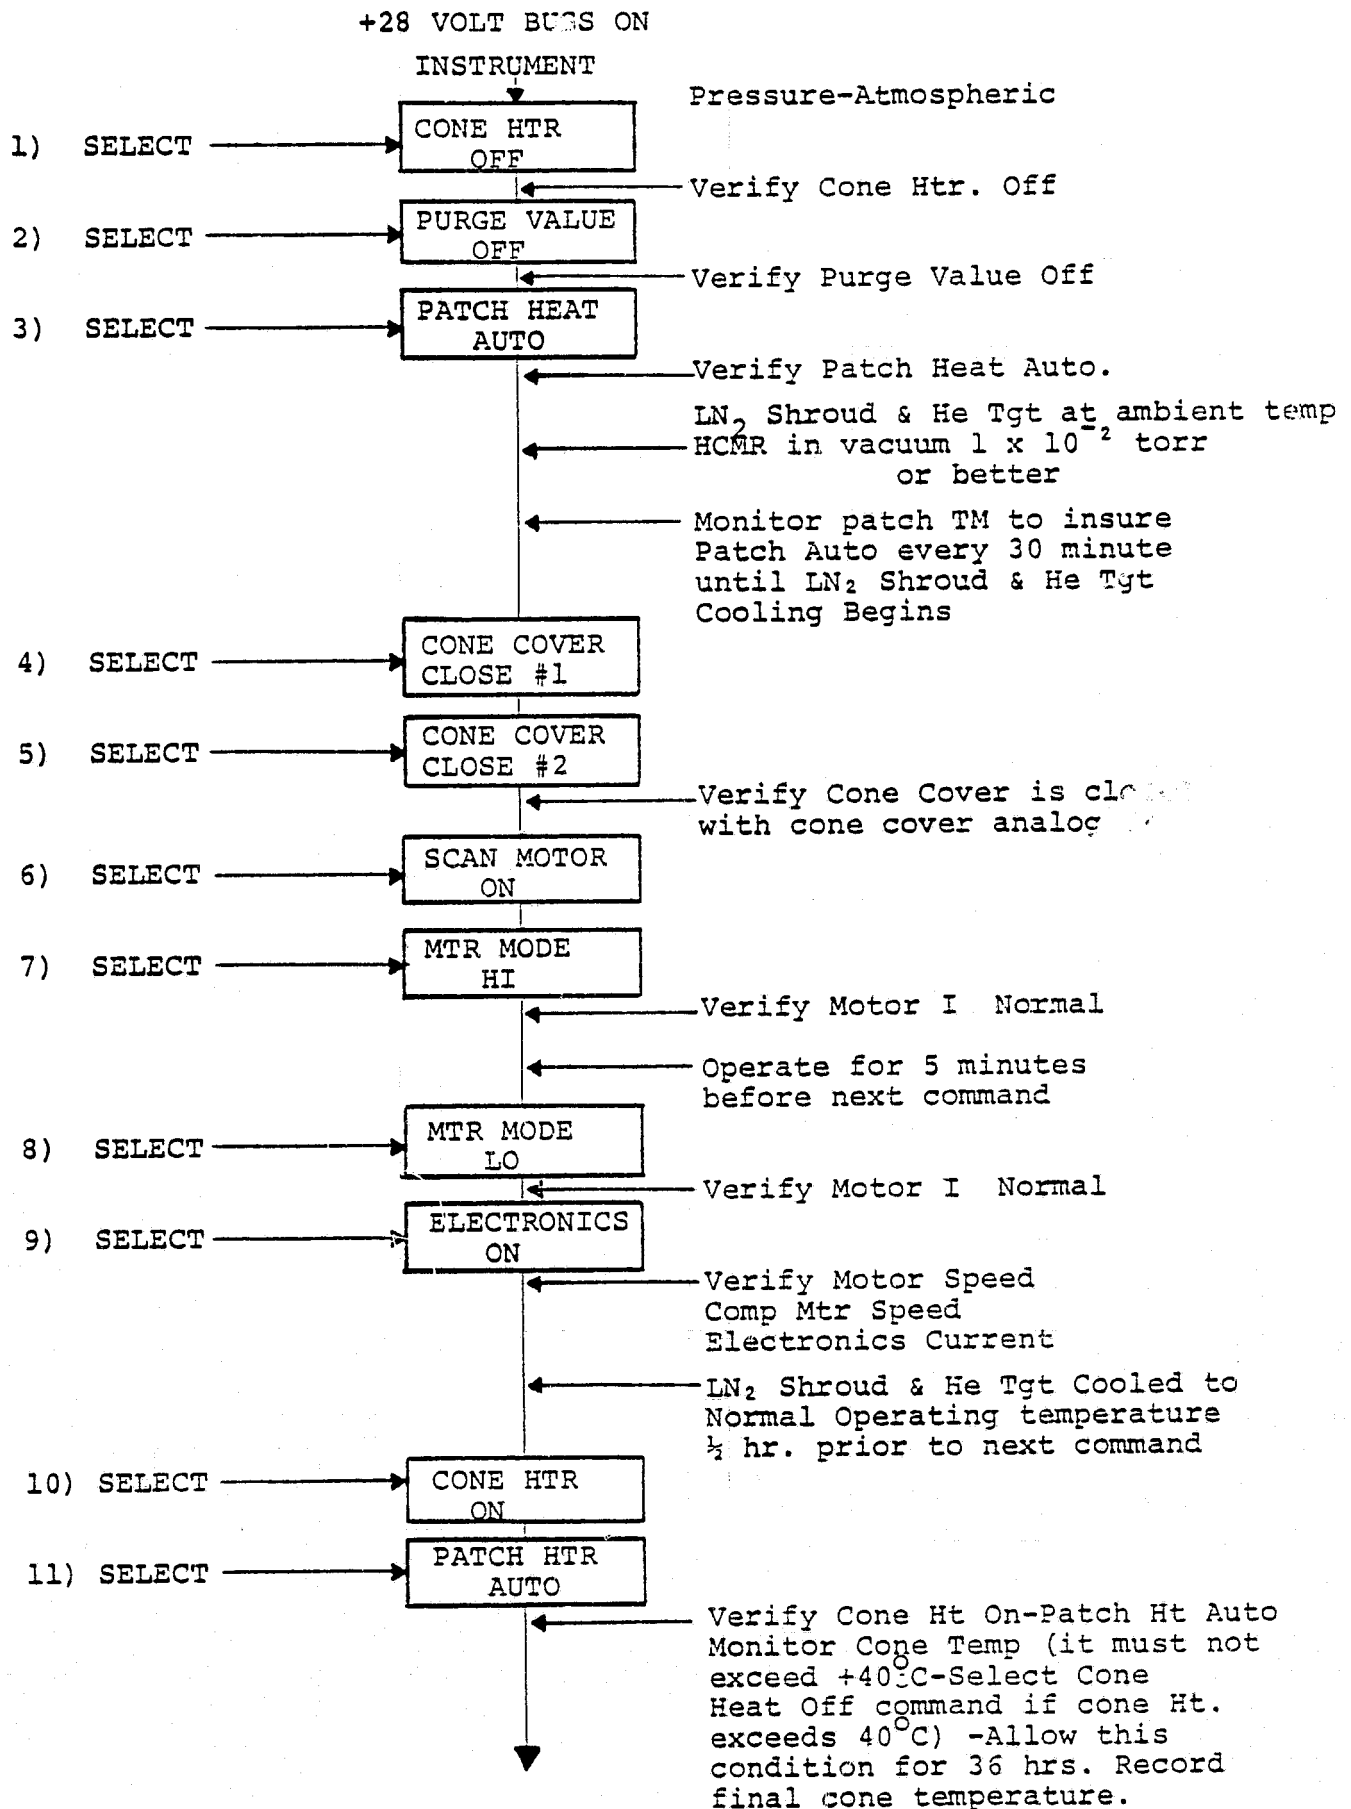 +28 VOLT ON
INSTRUMENT
Pressure-Atmospheric
1) SELECT
CONE HTR
OFF
Verify Cone Htr. Off
2) SELECT
PURGE VALUE
OFF
Verify Purge Value Off
3) SELECT
PATCH HEAT
AUTO
Verify Patch Heat Auto.
LN₂ Shroud & He Tgt at ambient temp
HCMR in vacuum 1 x 10⁻² torr
or better
Monitor patch TM to insure
Patch Auto every 30 minute
until LN₂ Shroud & He Tgt
Cooling Begins
4) SELECT
CONE COVER
CLOSE #1
5) SELECT
CONE COVER
CLOSE #2
Verify Cone Cover is
with cone cover analog
6) SELECT
SCAN MOTOR
ON
7) SELECT
MTR MODE
HI
Verify Motor I Normal
Operate for 5 minutes
before next command
8) SELECT
MTR MODE
LO
Verify Motor I Normal
9) SELECT
ELECTRONICS
ON
Verify Motor Speed
Comp Mtr Speed
Electronics Current
LN₂ Shroud & He Tgt Cooled to
Normal Operating temperature
½ hr. prior to next command
10) SELECT
CONE HTR
ON
11) SELECT
PATCH HTR
AUTO
Verify Cone Ht On-Patch Ht Auto
Monitor Cone Temp (it must not
exceed +40°C-Select Cone
Heat Off command if cone Ht.
exceeds 40°C) -Allow this
condition for 36 hrs. Record
final cone temperature.